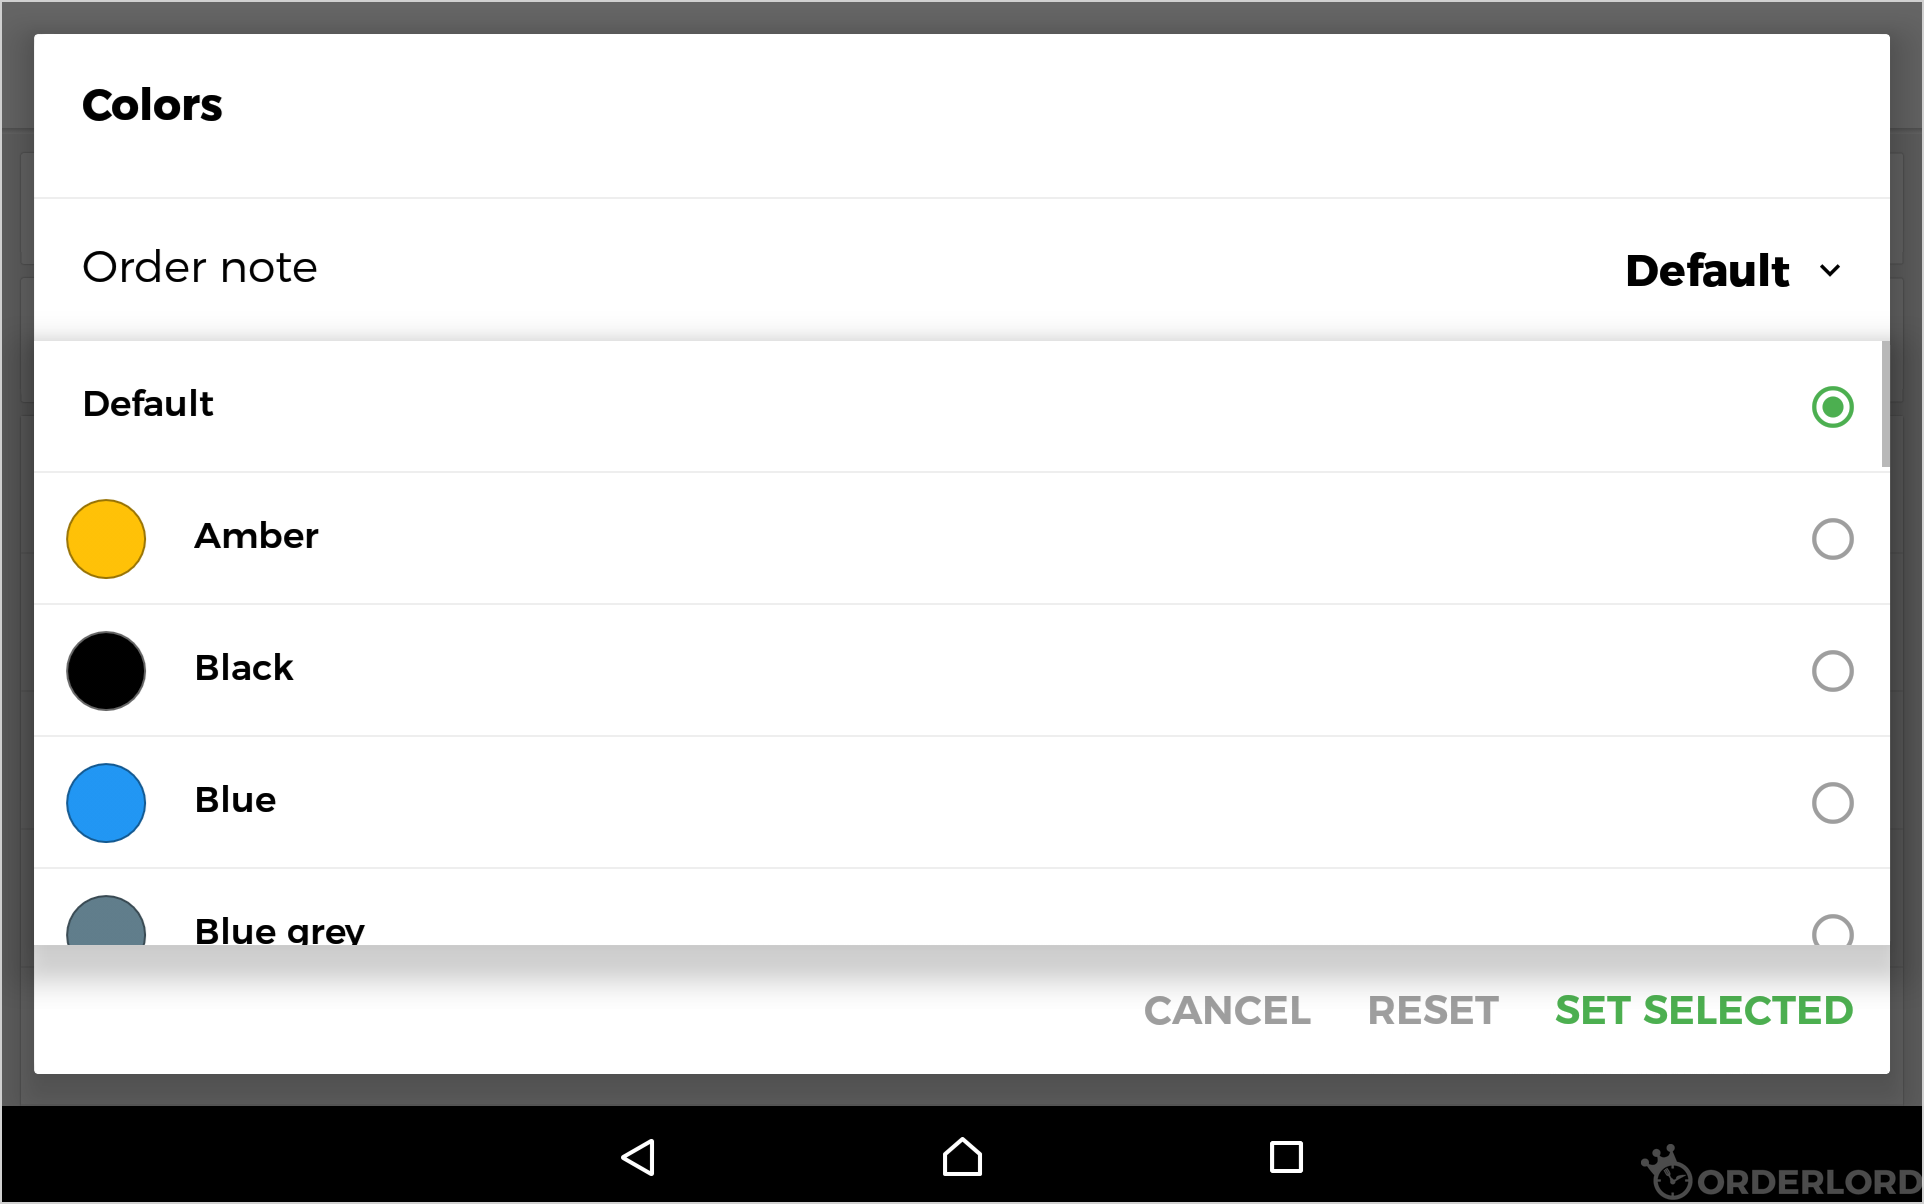 Colors
Order note
Default
Default
Amber
Black
Blue
Blue grey
CANCEL RESET SET SELECTED
ORDERLORD